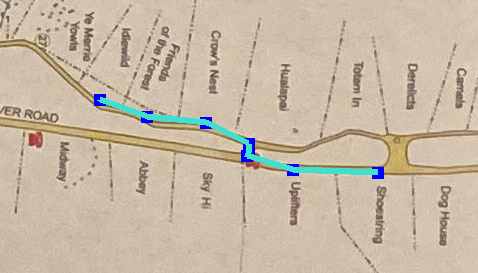 Ye Merrie
Yowls
Idlewild
Friends
of the Forest
Crow's Nest
Hualapai
Totem In
Derelicts
Camels
27
VER ROAD
Midway
Abbey
Sky Hi
Uplifters
Shoestring
Dog House